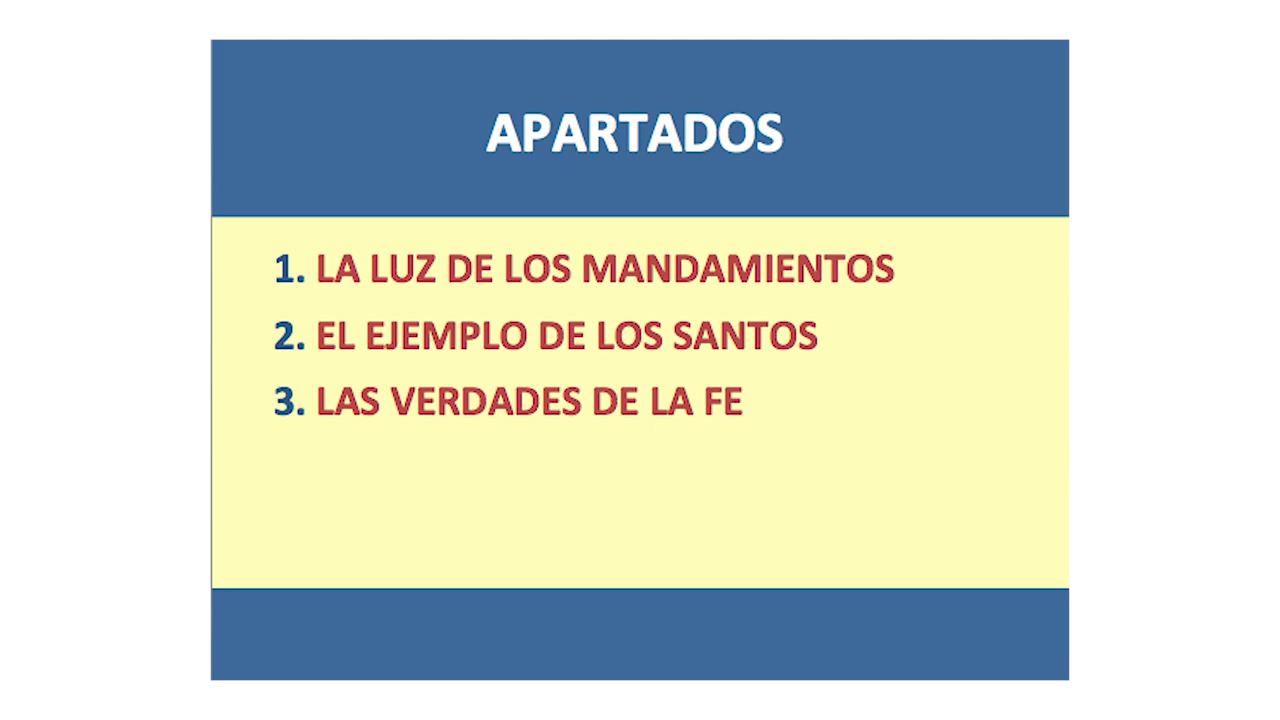 APARTADOS
1. LA LUZ DE LOS MANDAMIENTOS
2. EL EJEMPLO DE LOS SANTOS
3. LAS VERDADES DE LA FE